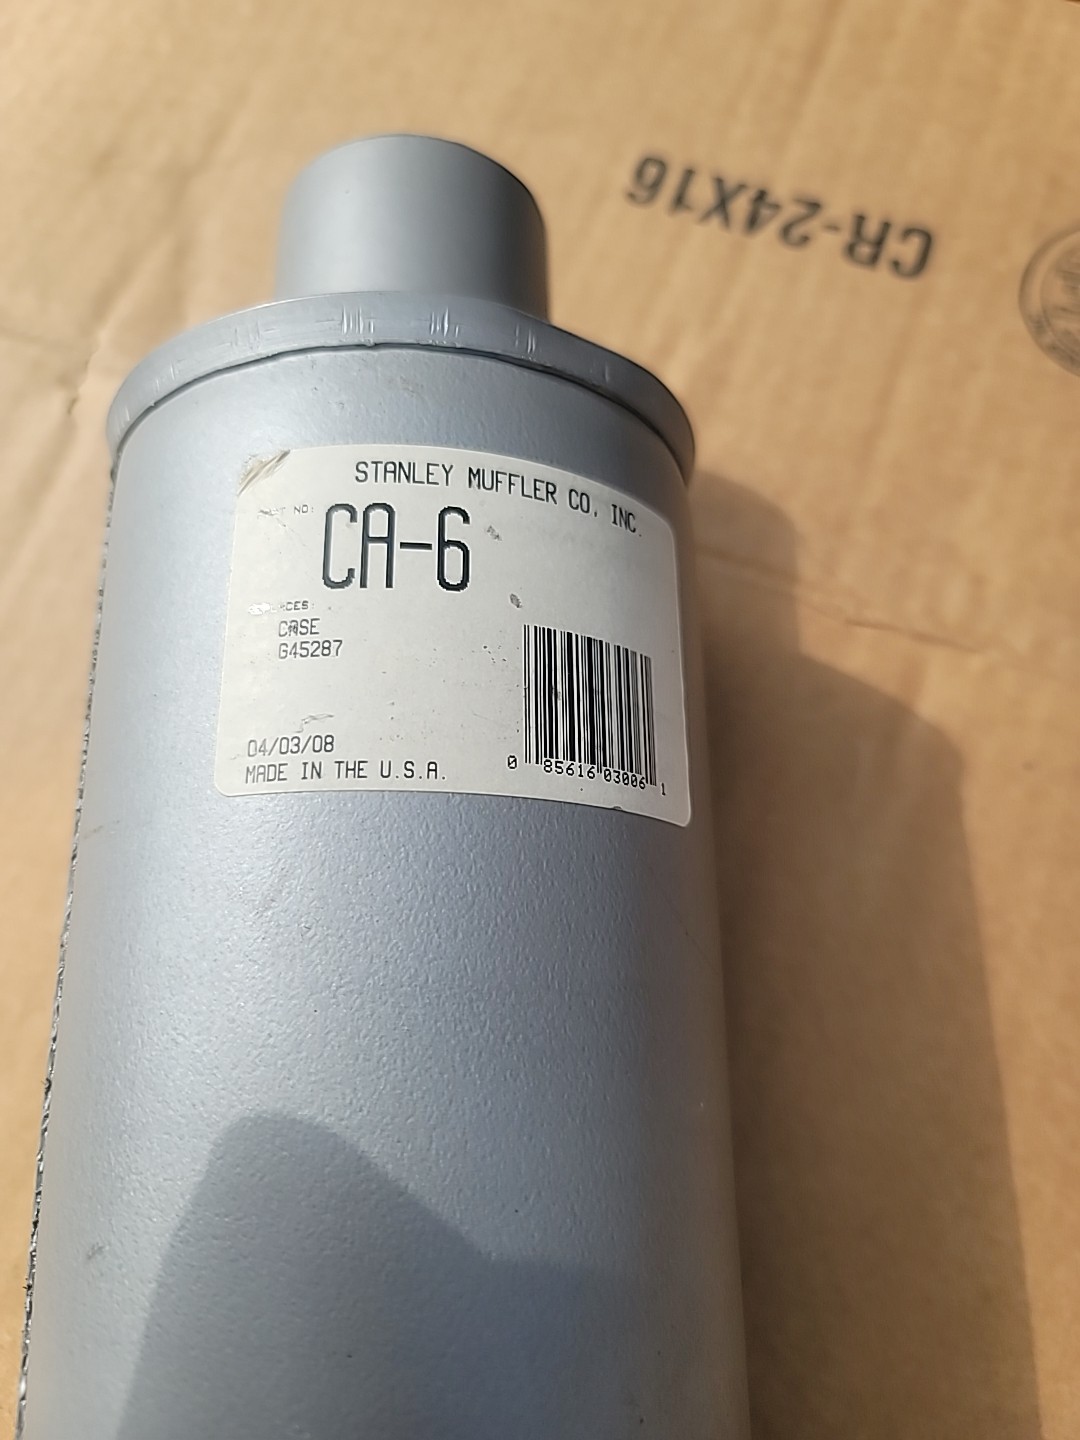 CR-24X16
STANLEY MUFFLER CO. INC.
NO:
CA-6
CASE
G45287
04/03/08
MADE IN THE U.S.A.
0 85616 03006 1